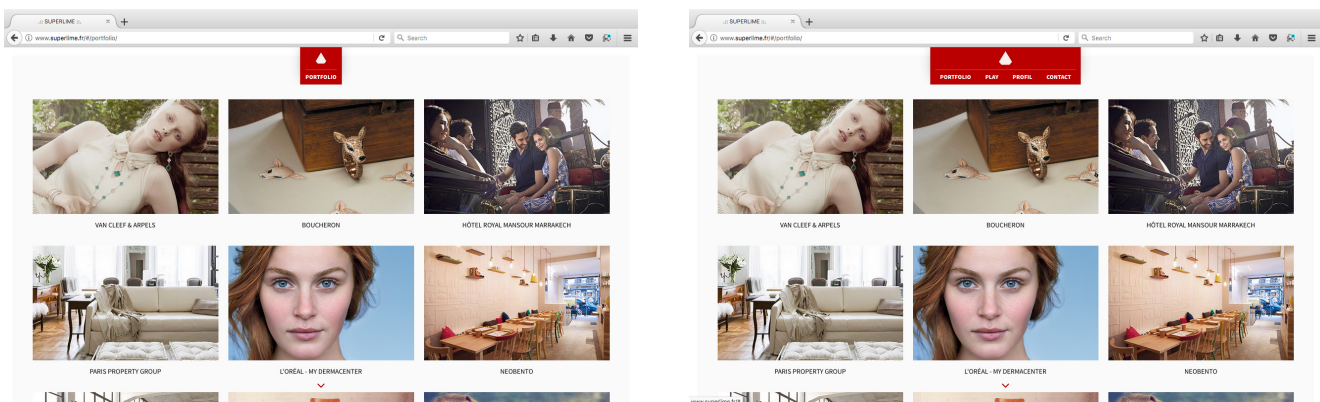 .:: SUPERLIME ::.
www.superlime.fr/#/portfolio/
Search
PORTFOLIO
VAN CLEEF & ARPELS
BOUCHERON
HÔTEL ROYAL MANSOUR MARRAKECH
PARIS PROPERTY GROUP
L'ORÉAL - MY DERMACENTER
NEOBENTO
.:: SUPERLIME ::.
www.superlime.fr/#/portfolio/
Search
PORTFOLIO PLAY PROFIL CONTACT
VAN CLEEF & ARPELS
BOUCHERON
HÔTEL ROYAL MANSOUR MARRAKECH
PARIS PROPERTY GROUP
L'ORÉAL - MY DERMACENTER
NEOBENTO